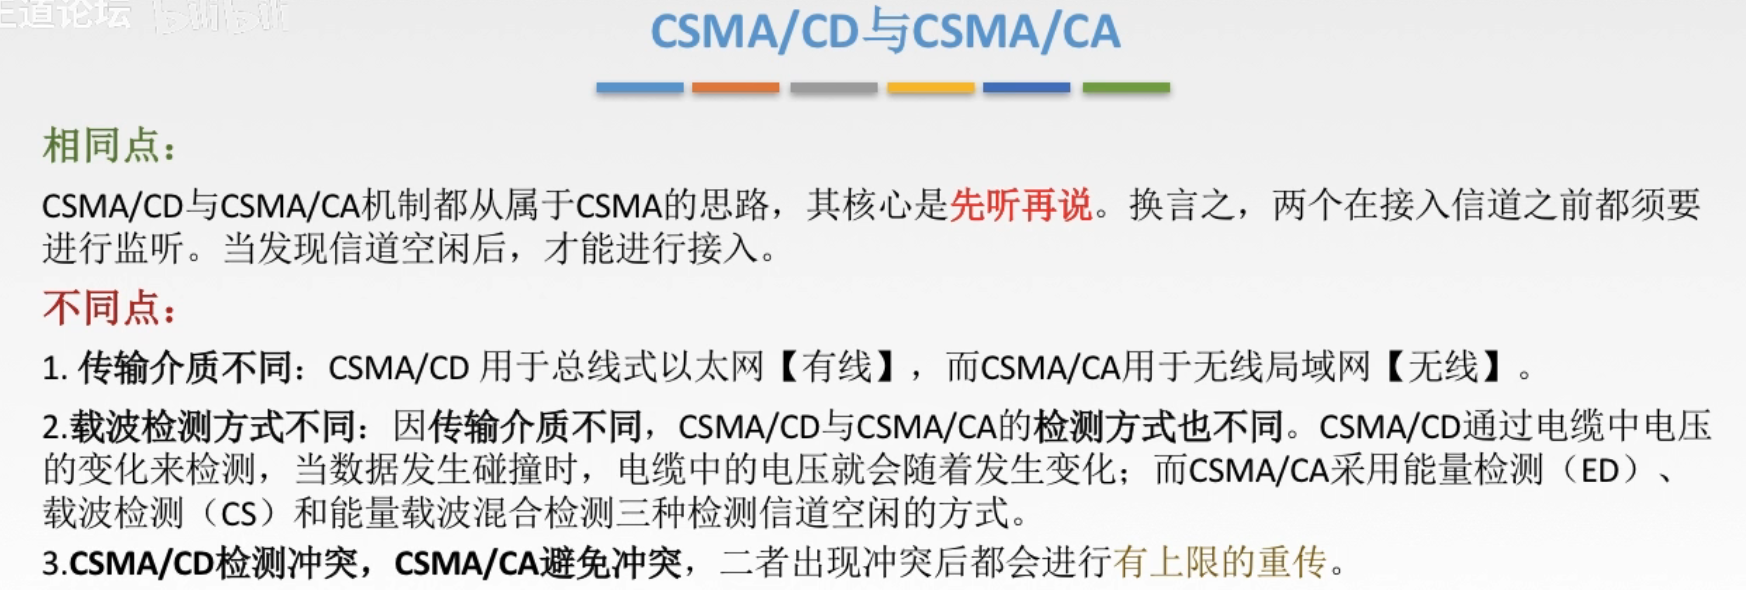 王道论坛 bilibili
CSMA/CD与CSMA/CA
相同点：
CSMA/CD与CSMA/CA机制都从属于CSMA的思路，其核心是先听再说。换言之，两个在接入信道之前都须要
进行监听。当发现信道空闲后，才能进行接入。
不同点：
1. 传输介质不同：CSMA/CD 用于总线式以太网【有线】，而CSMA/CA用于无线局域网【无线】。
2.载波检测方式不同：因传输介质不同，CSMA/CD与CSMA/CA的检测方式也不同。CSMA/CD通过电缆中电压
的变化来检测，当数据发生碰撞时，电缆中的电压就会随着发生变化；而CSMA/CA采用能量检测（ED）、
载波检测（CS）和能量载波混合检测三种检测信道空闲的方式。
3.CSMA/CD检测冲突，CSMA/CA避免冲突，二者出现冲突后都会进行有上限的重传。